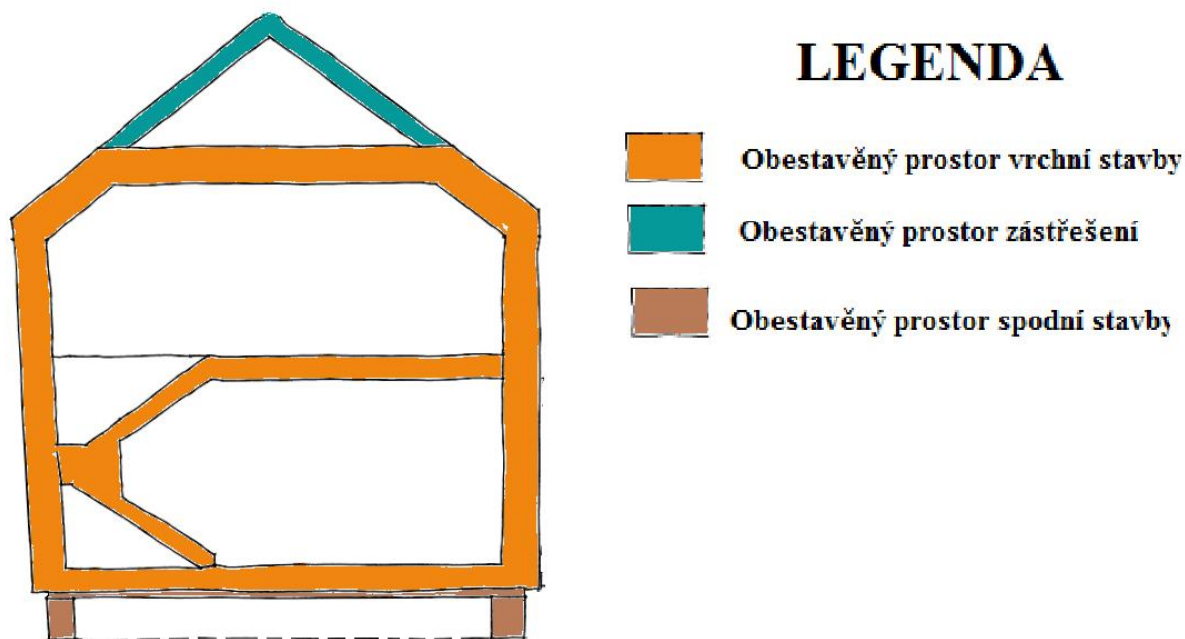 LEGENDA
Obestavěný prostor vrchní stavby
Obestavěný prostor zástřešení
Obestavěný prostor spodní stavby